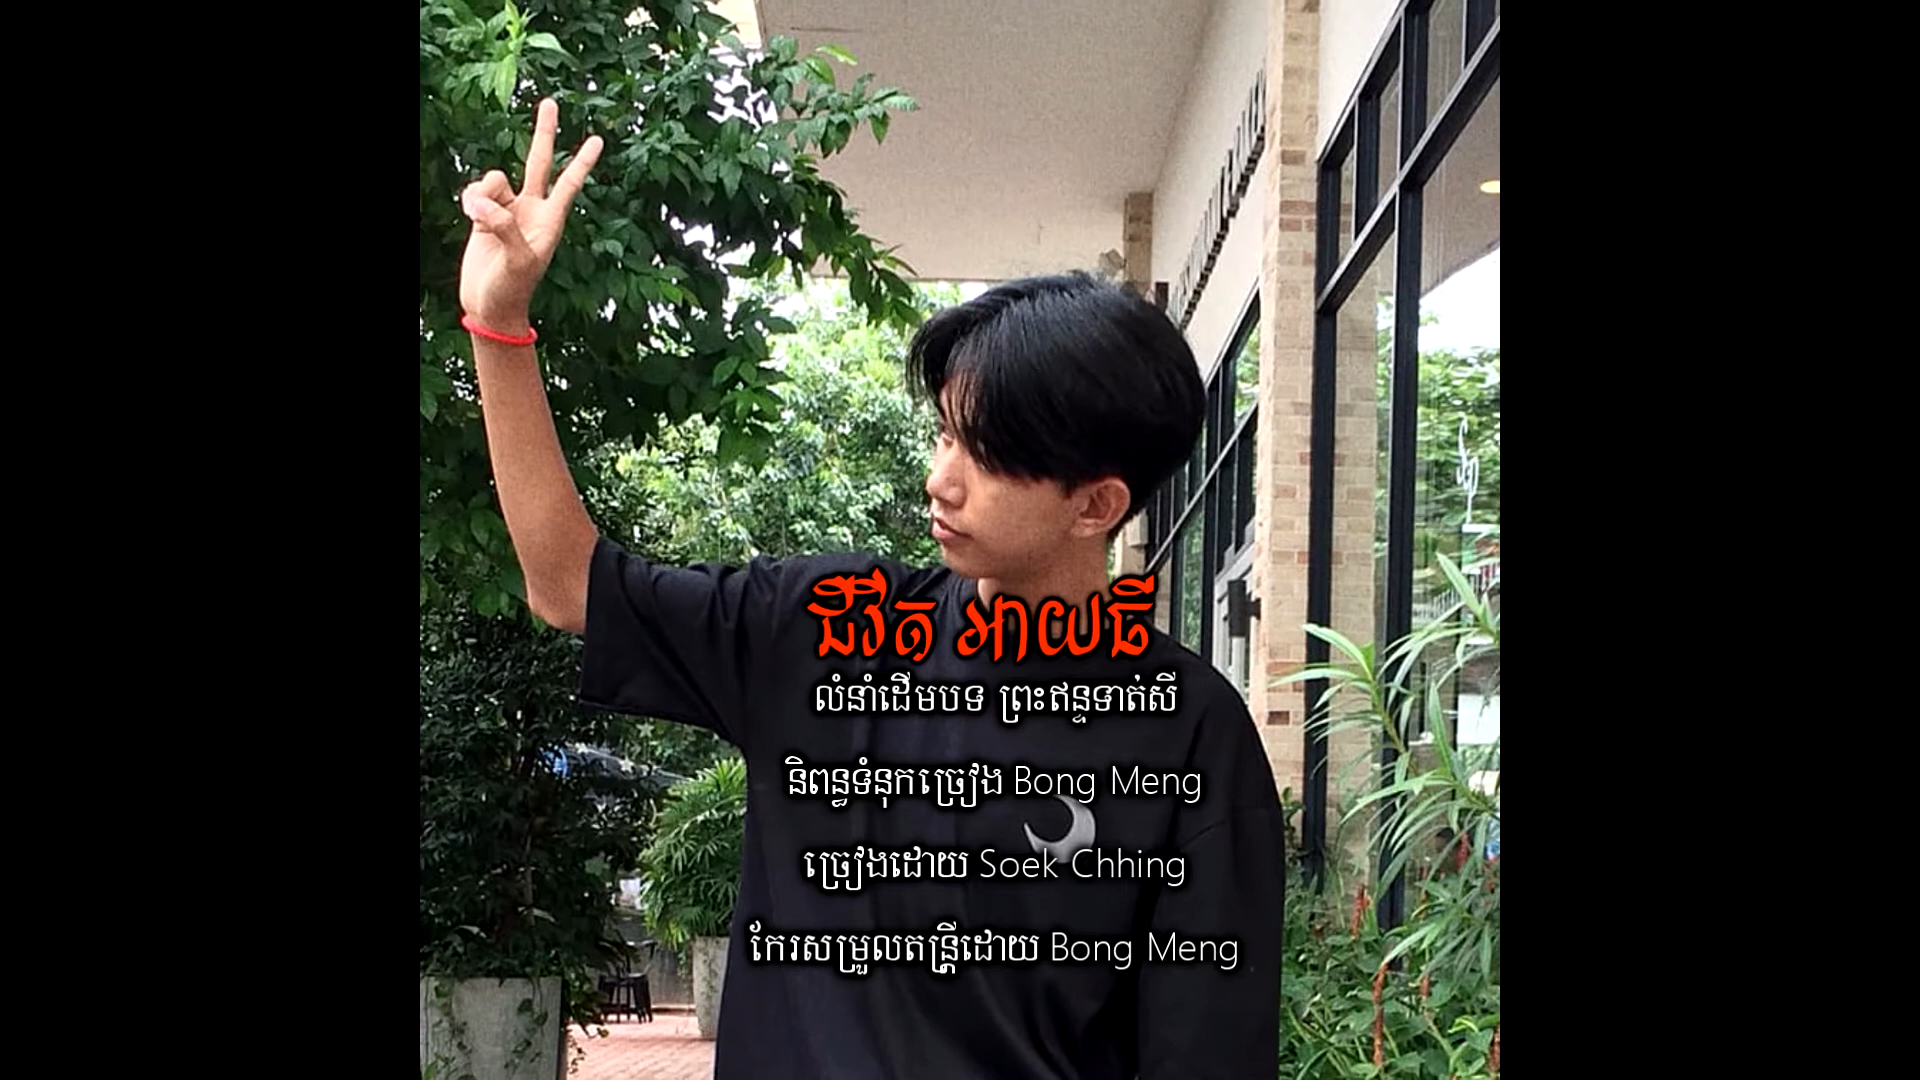 ជីវិត អាយធី
លំនាំដើមបទ ព្រះឥន្ទទាត់សី
និពន្ធទំនុកច្រៀង Bong Meng
ច្រៀងដោយ Soek Chhing
កែរសម្រួលតន្ត្រីដោយ Bong Meng